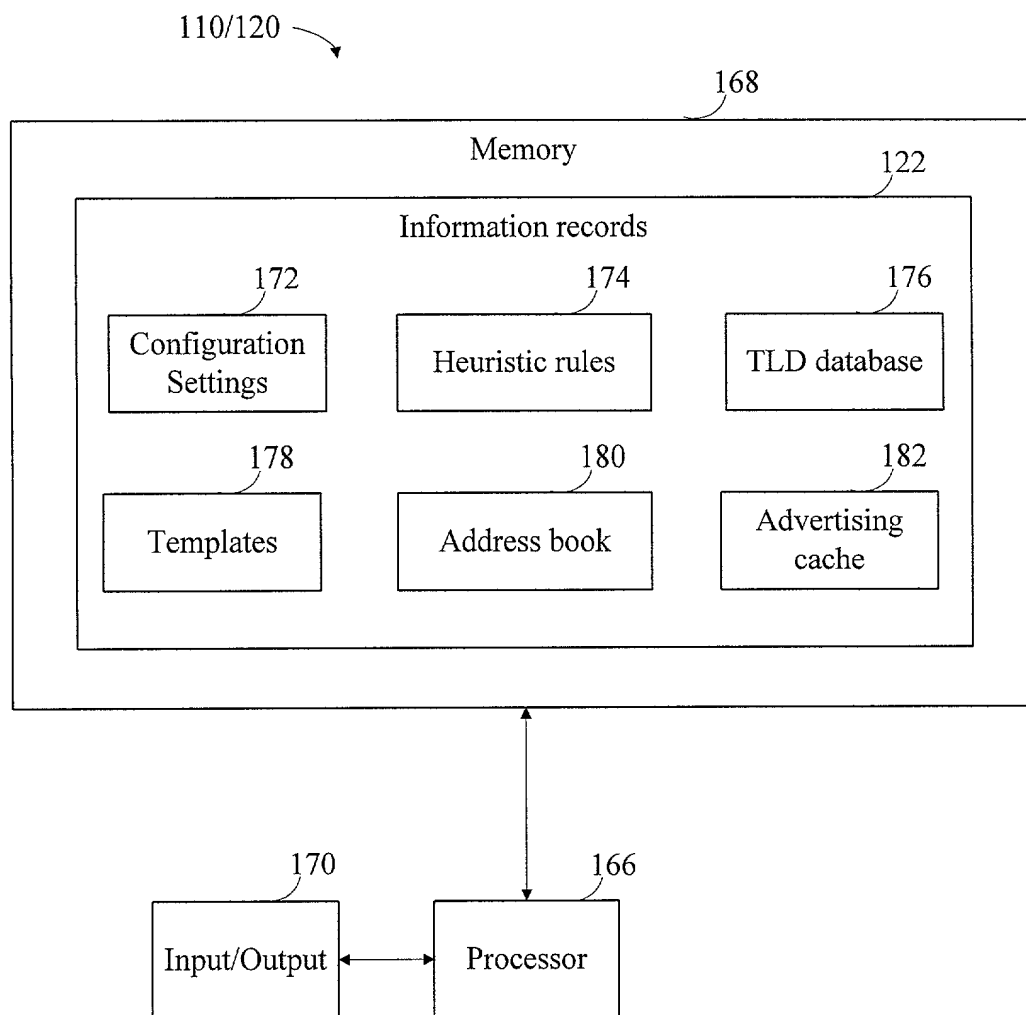 110/120
168
Memory
122
Information records
172
174
176
Configuration
Settings
Heuristic rules
TLD database
178
180
182
Templates
Address book
Advertising
cache
170
166
Input/Output
Processor